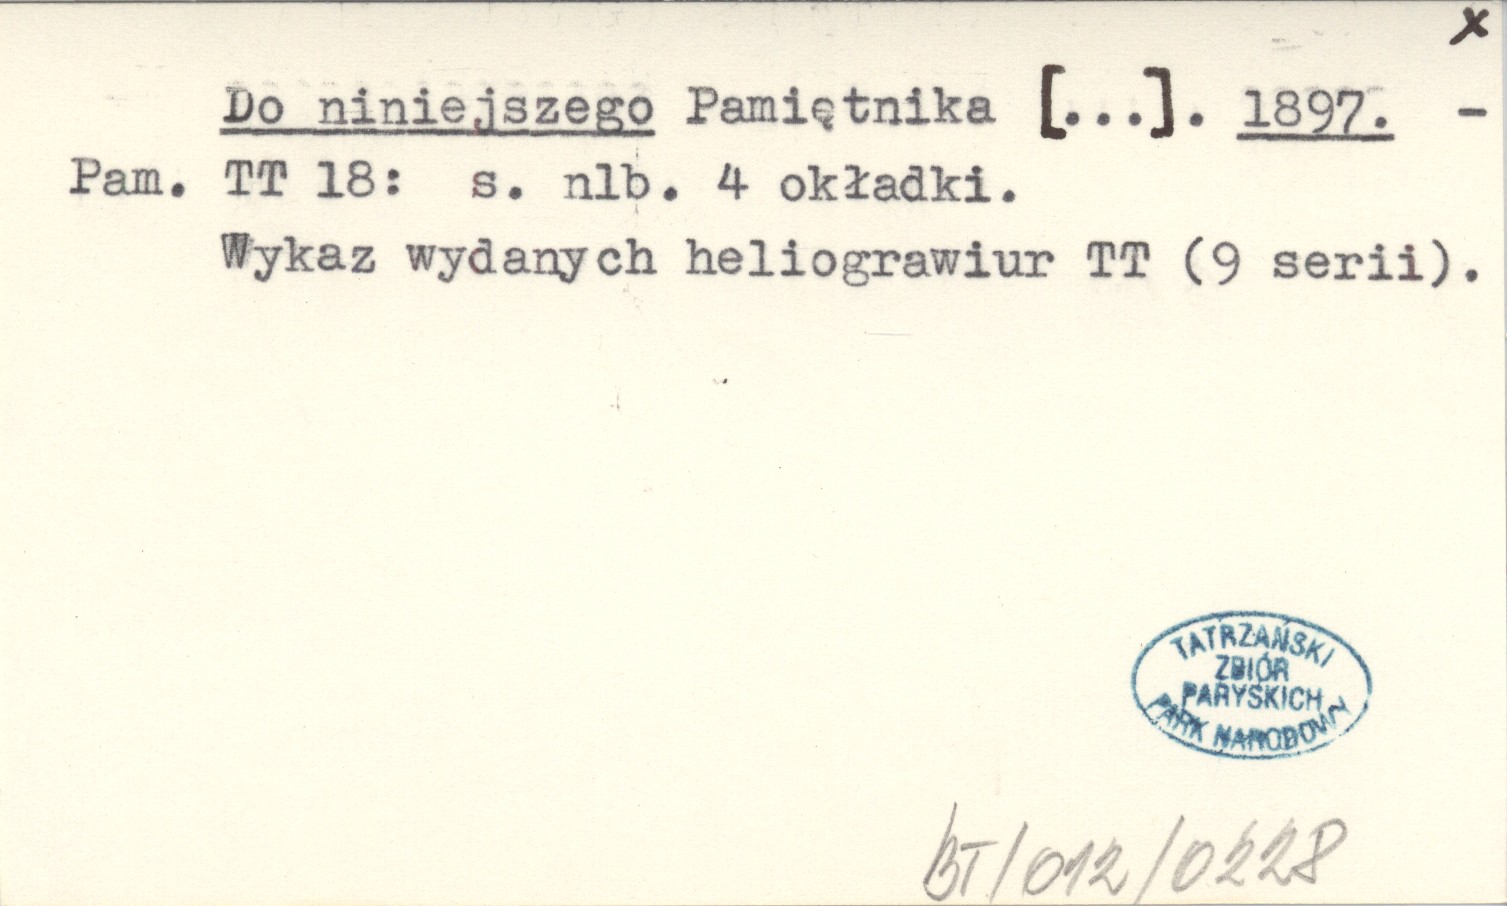 x
Do niniejszego Pamiętnika [...]. 1897. -
Pam. TT 18: s. nlb. 4 okładki.
Wykaz wydanych heliograwiur TT (9 serii).
TATRZAŃSKI
ZBIÓR
PARYSKICH
PARK NARODOWY
BT/012/0228